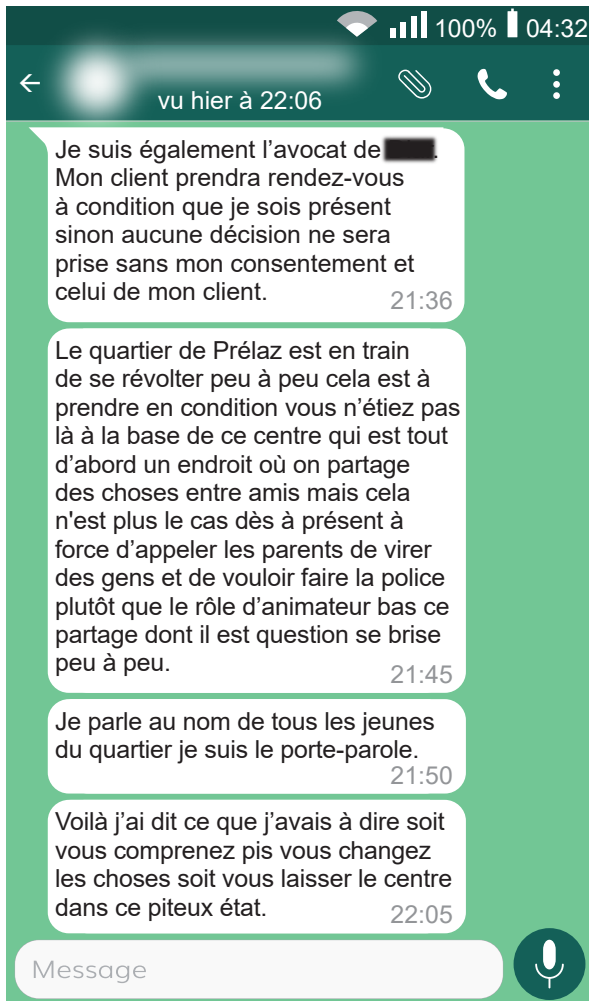 100% 04:32
vu hier à 22:06
Je suis également l’avocat de .
Mon client prendra rendez-vous
à condition que je sois présent
sinon aucune décision ne sera
prise sans mon consentement et
celui de mon client.
21:36
Le quartier de Prélaz est en train
de se révolter peu à peu cela est à
prendre en condition vous n’étiez pas
là à la base de ce centre qui est tout
d’abord un endroit où on partage
des choses entre amis mais cela
n'est plus le cas dès à présent à
force d’appeler les parents de virer
des gens et de vouloir faire la police
plutôt que le rôle d’animateur bas ce
partage dont il est question se brise
peu à peu.
21:45
Je parle au nom de tous les jeunes
du quartier je suis le porte-parole.
21:50
Voilà j’ai dit ce que j’avais à dire soit
vous comprenez pis vous changez
les choses soit vous laisser le centre
dans ce piteux état.
22:05
Message